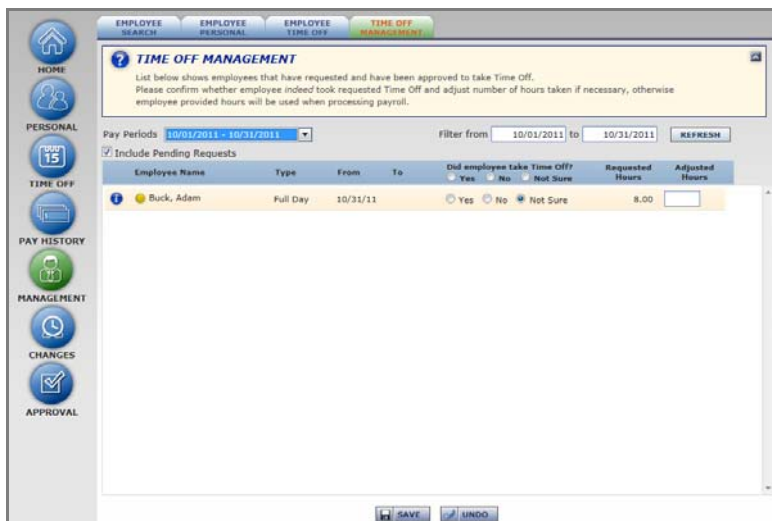 EMPLOYEE SEARCH
EMPLOYEE PERSONAL
EMPLOYEE TIME OFF
TIME OFF MANAGEMENT
HOME
PERSONAL
15
TIME OFF
PAY HISTORY
MANAGEMENT
CHANGES
APPROVAL
? TIME OFF MANAGEMENT
List below shows employees that have requested and have been approved to take Time Off.
Please confirm whether employee indeed took requested Time Off and adjust number of hours taken if necessary, otherwise
employee provided hours will be used when processing payroll.
Pay Periods 10/01/2011 - 10/31/2011 Filter from 10/01/2011 to 10/31/2011 REFRESH
Include Pending Requests
Employee Name Type From To Did employee take Time Off? Yes No Not Sure Requested Hours Adjusted Hours
Buck, Adam Full Day 10/31/11 Yes No Not Sure 8.00
SAVE UNDO